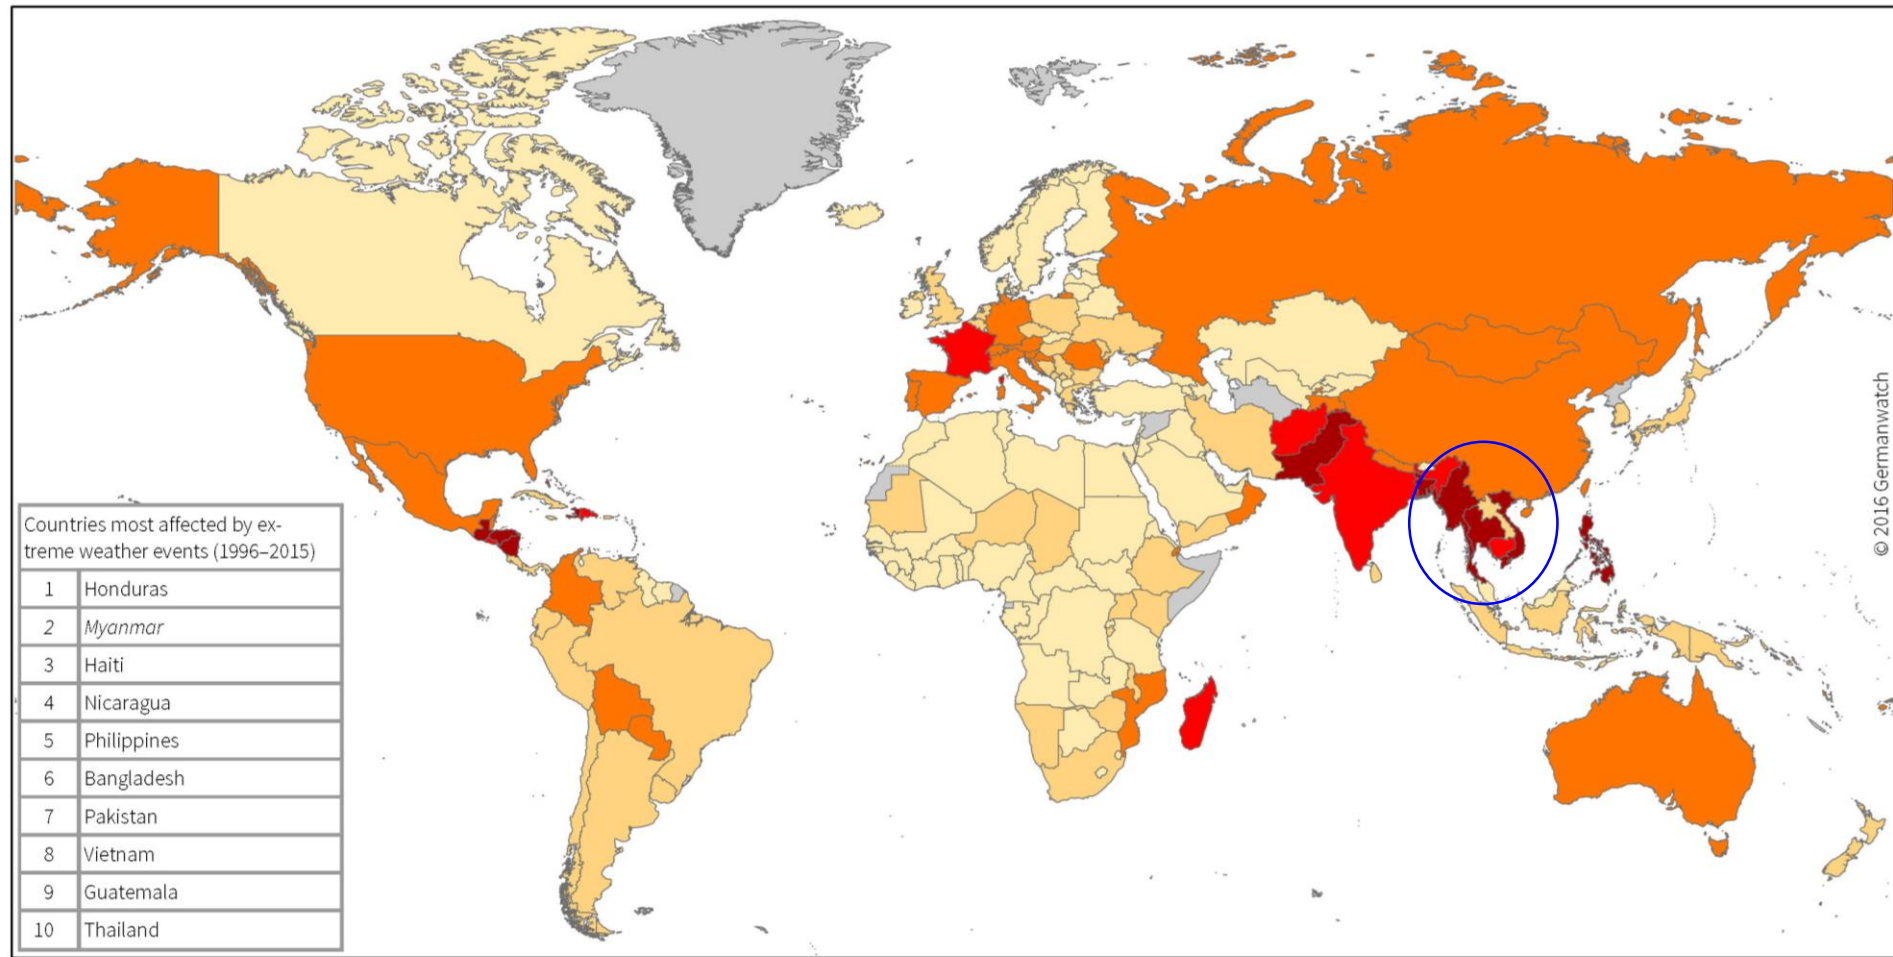 Countries most affected by ex-
treme weather events (1996–2015)
1 Honduras
2 Myanmar
3 Haiti
4 Nicaragua
5 Philippines
6 Bangladesh
7 Pakistan
8 Vietnam
9 Guatemala
10 Thailand
© 2016 Germanwatch